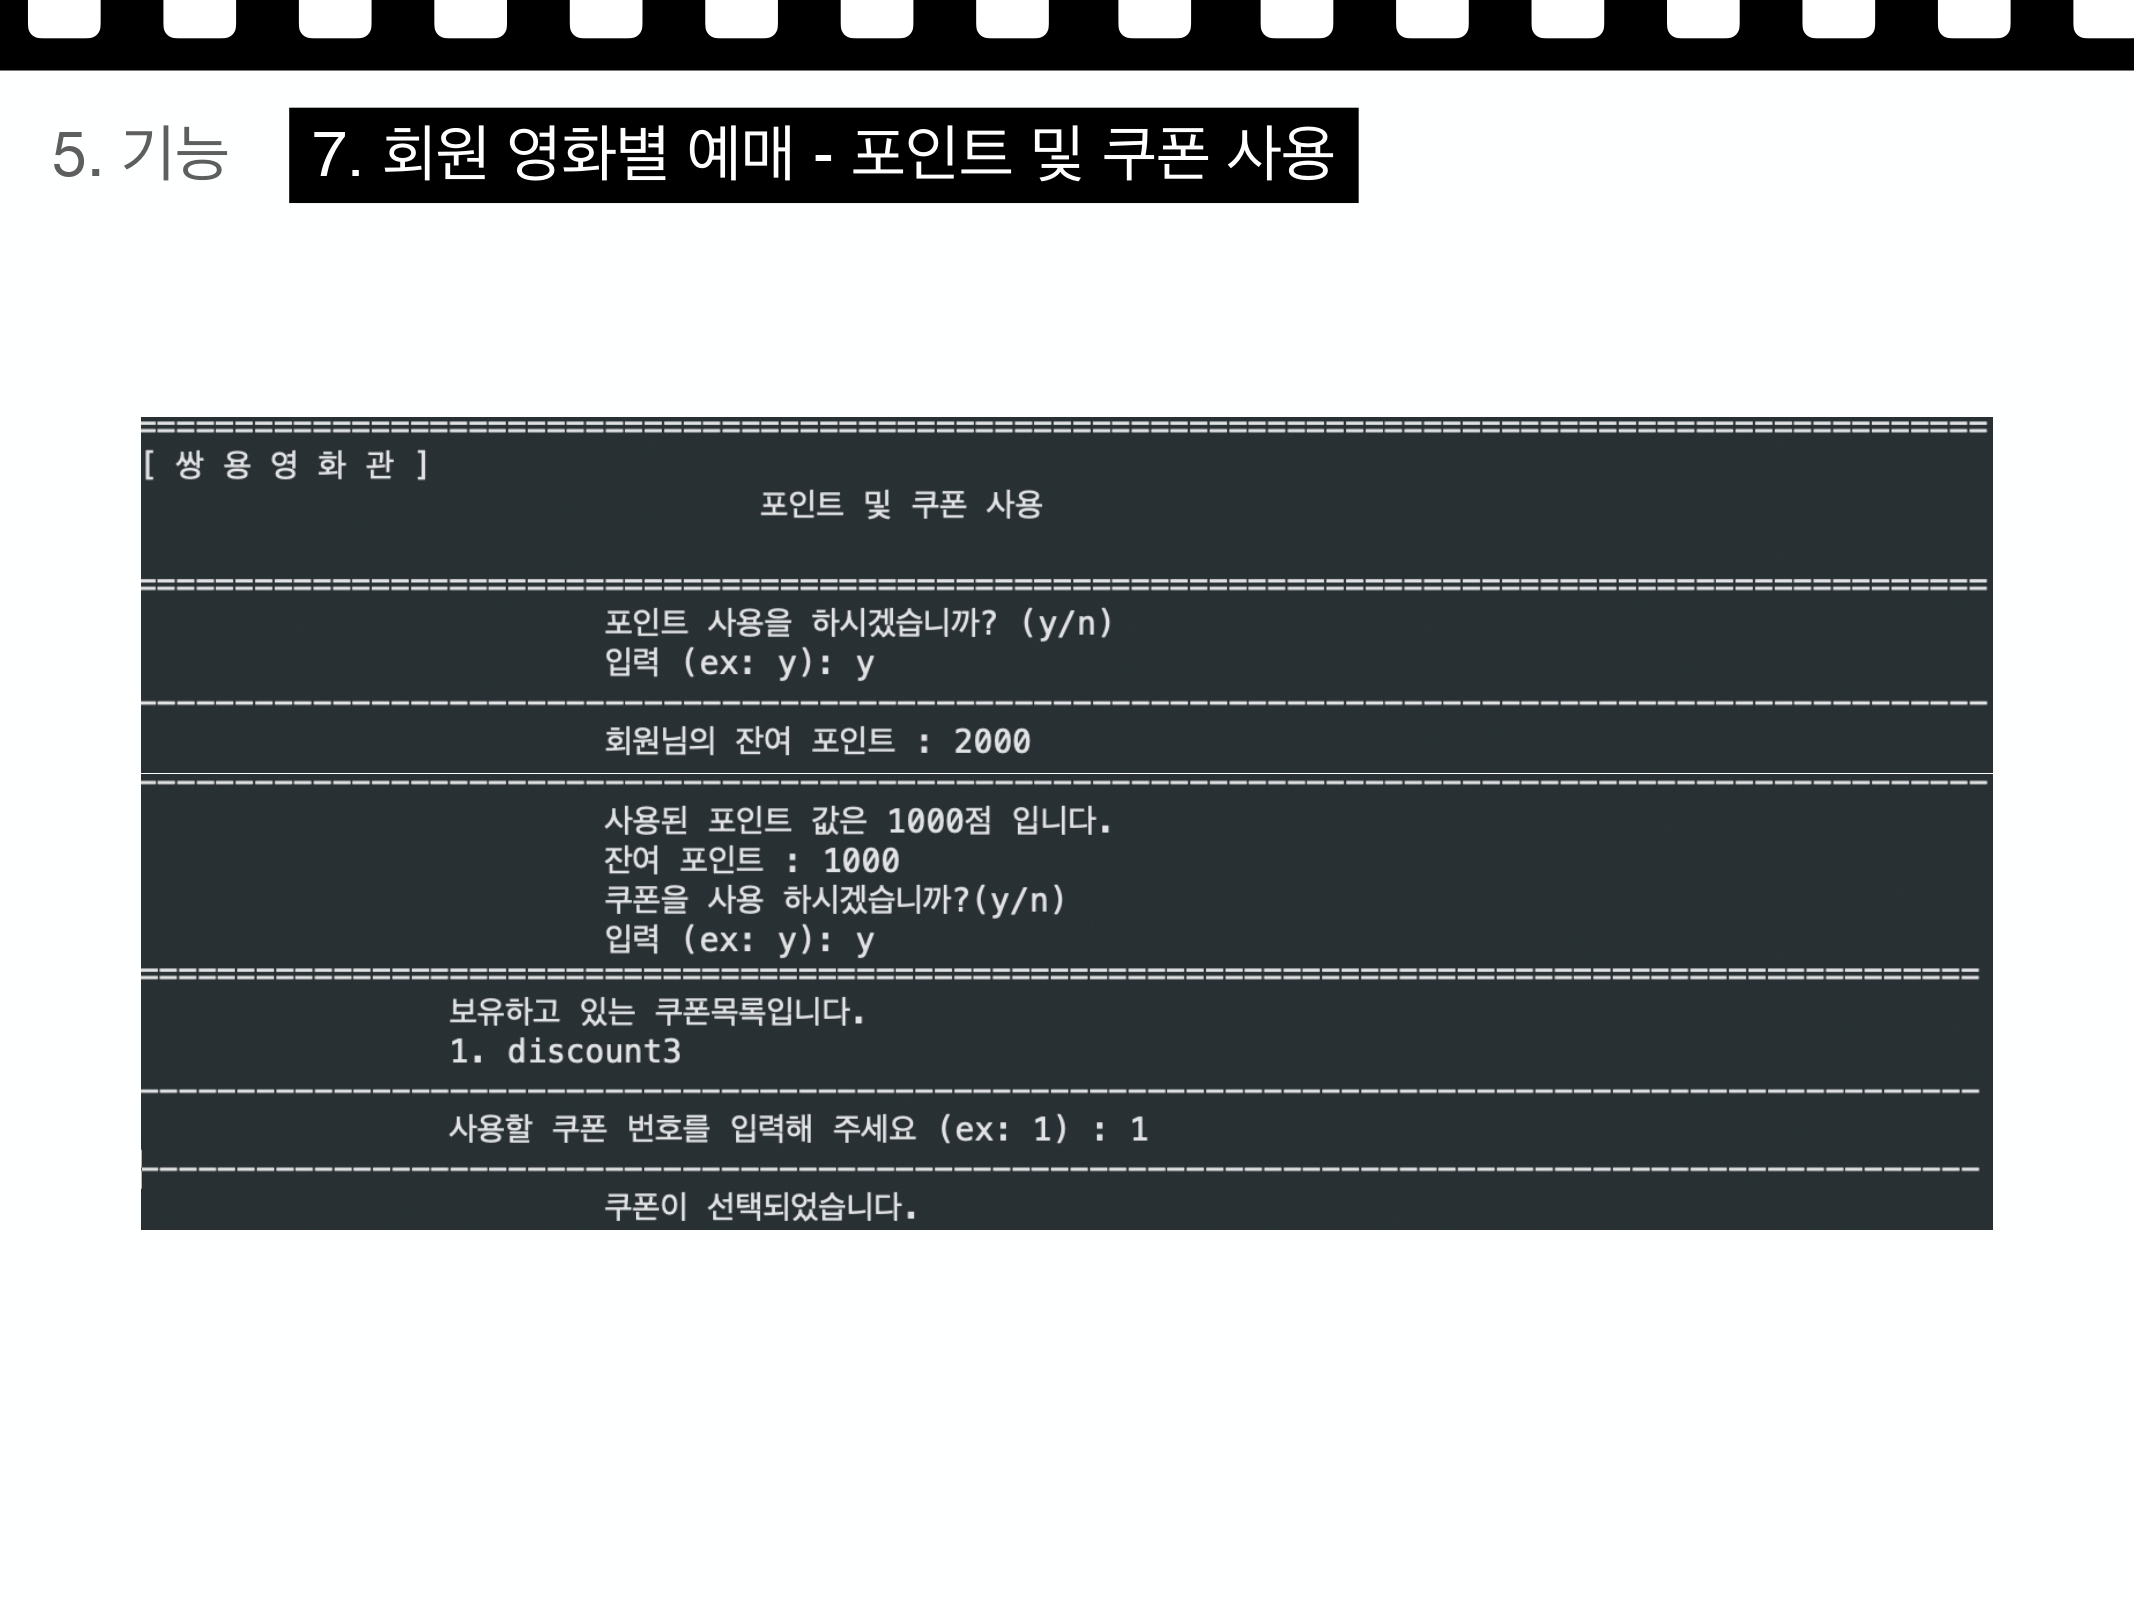 5. 기능
7. 회원 영화별 예매 - 포인트 및 쿠폰 사용
===============================================================================================
[ 쌍 용 영 화 관 ]
포인트 및 쿠폰 사용
===============================================================================================
포인트 사용을 하시겠습니까? (y/n)
입력 (ex: y): y
-----------------------------------------------------------------------------------------------
회원님의 잔여 포인트 : 2000
-----------------------------------------------------------------------------------------------
사용된 포인트 값은 1000점 입니다.
잔여 포인트 : 1000
쿠폰을 사용 하시겠습니까?(y/n)
입력 (ex: y): y
===============================================================================================
보유하고 있는 쿠폰목록입니다.
1. discount3
-----------------------------------------------------------------------------------------------
사용할 쿠폰 번호를 입력해 주세요 (ex: 1) : 1
-----------------------------------------------------------------------------------------------
쿠폰이 선택되었습니다.